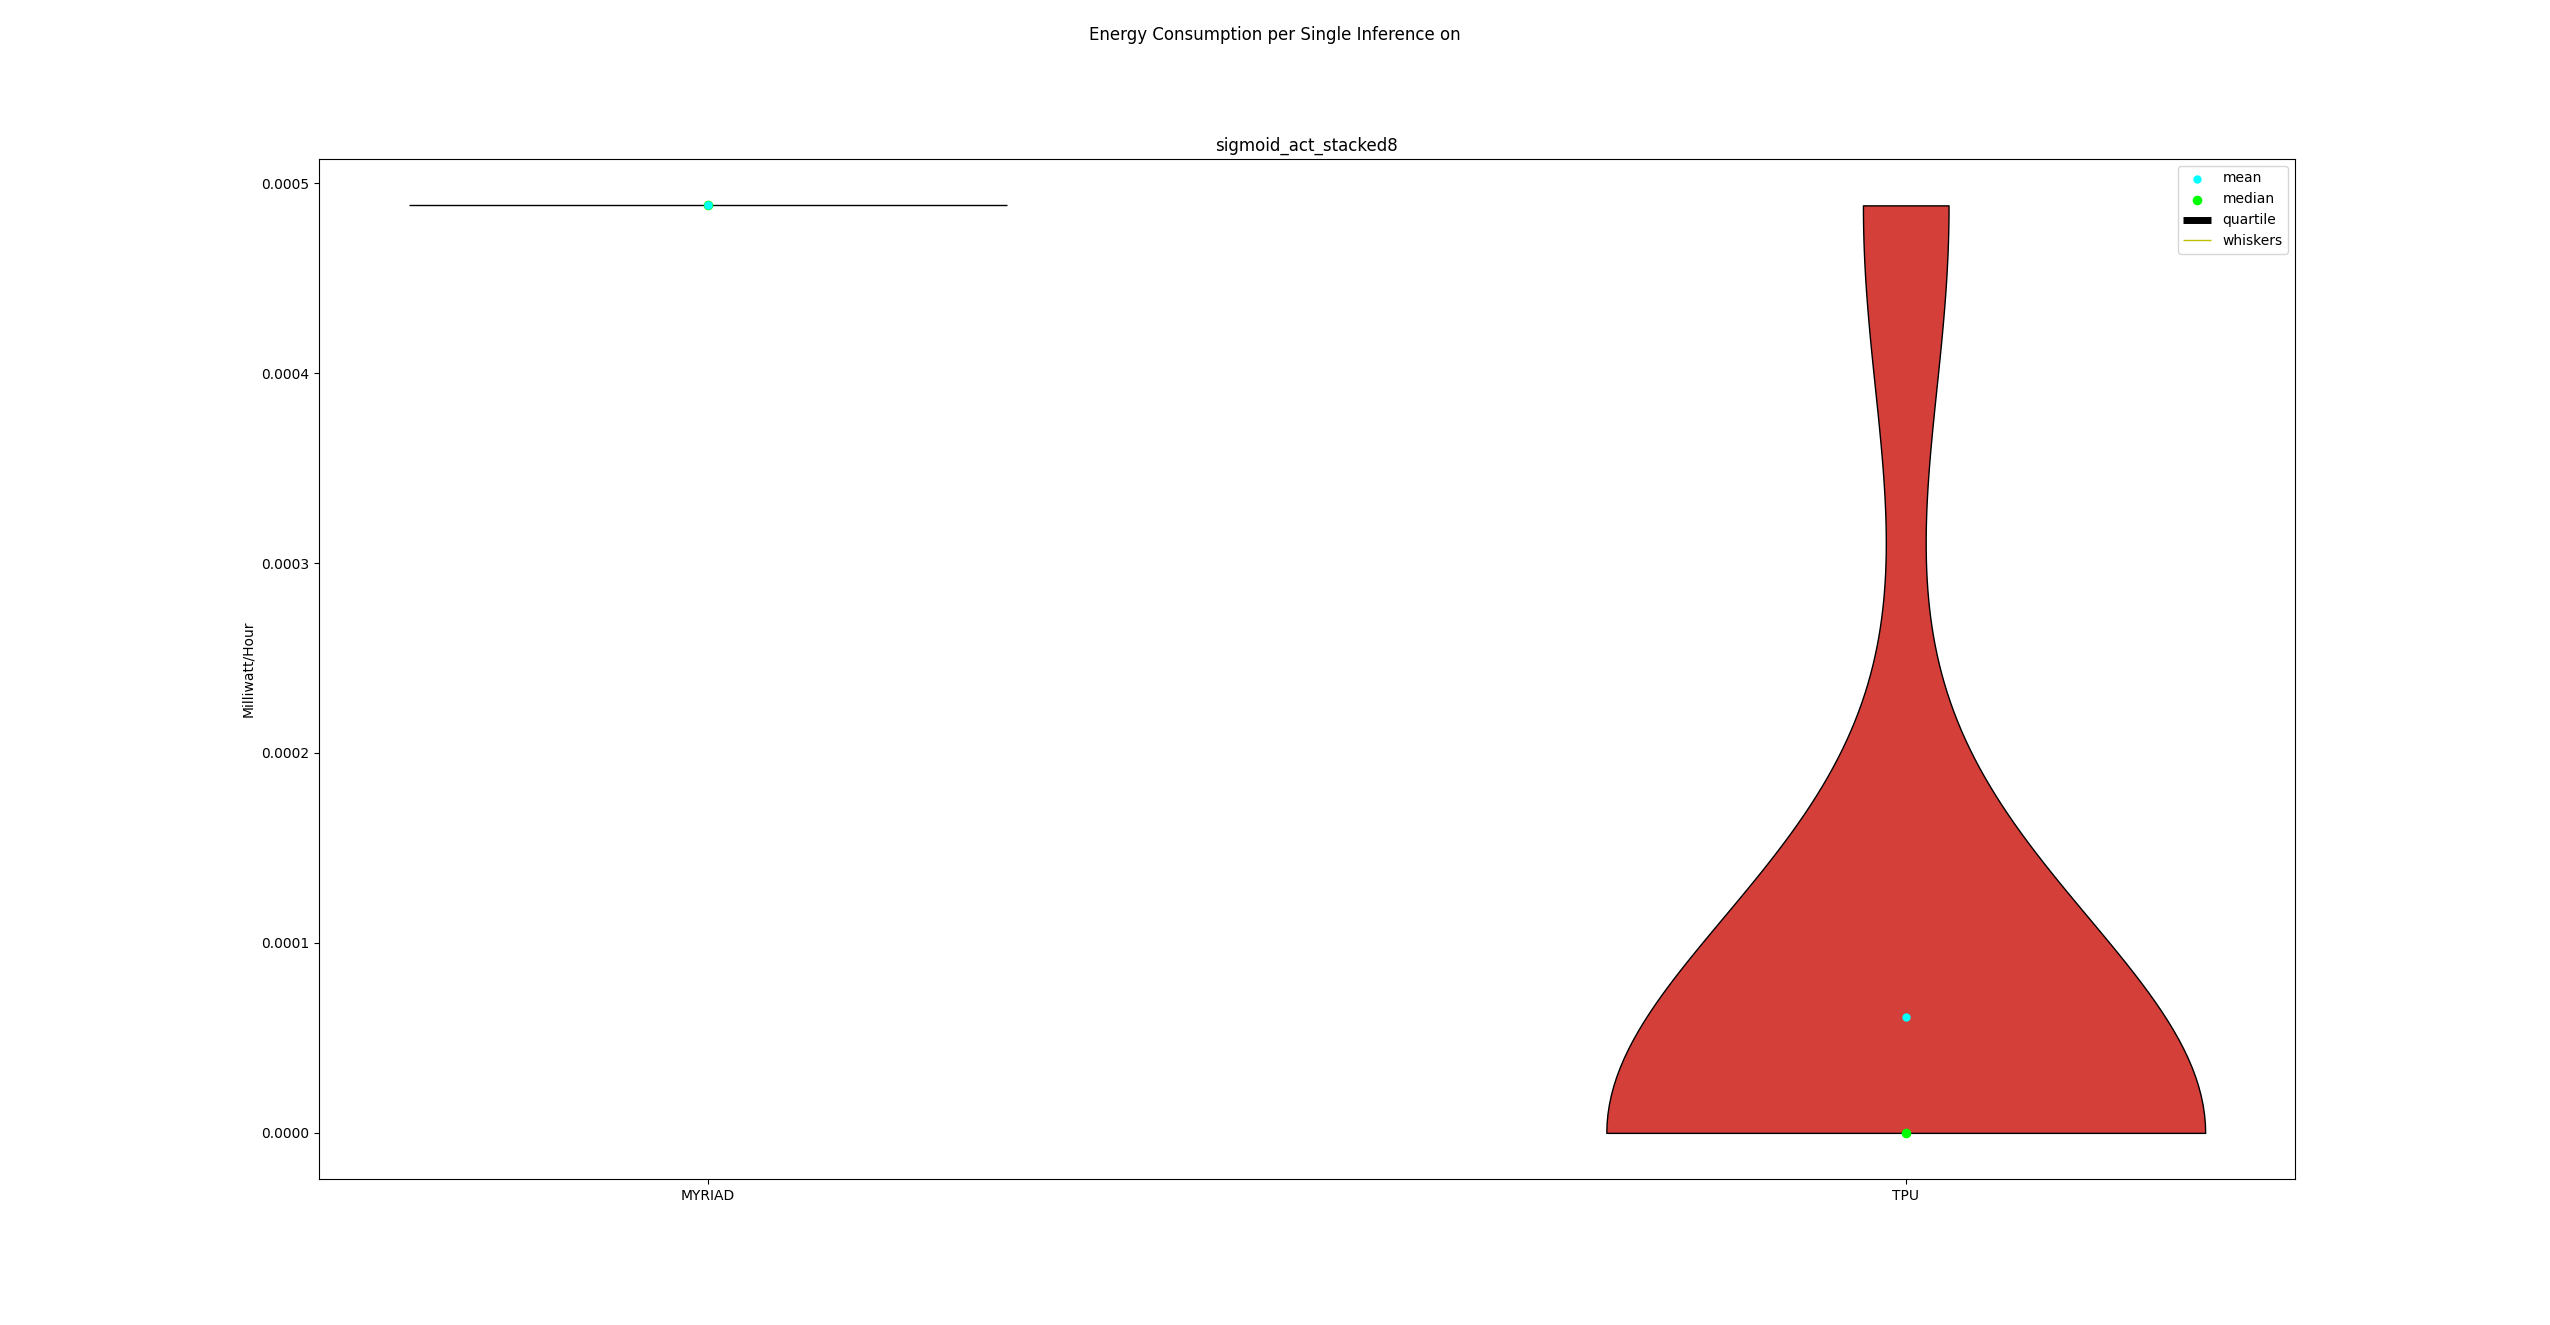 Energy Consumption per Single Inference on
sigmoid_act_stacked8
0.0005
0.0004
0.0003
0.0002
0.0001
0.0000
Milliwatt/Hour
mean
median
quartile
whiskers
MYRIAD
TPU